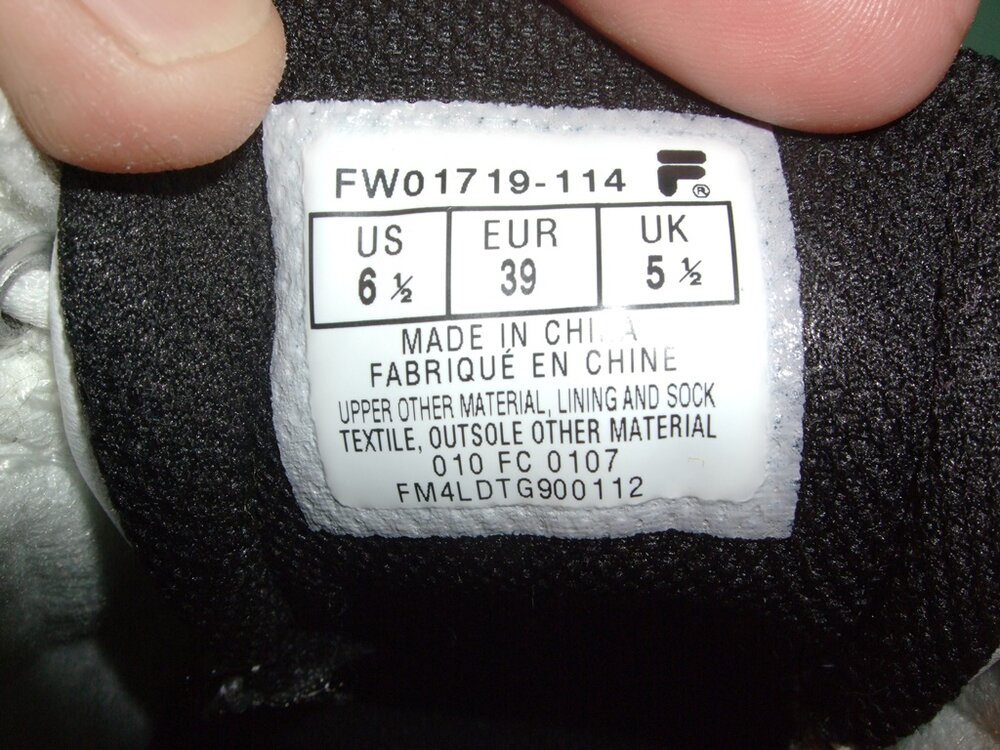 FW01719-114 F®
US EUR UK
6 ½ 39 5 ½
MADE IN CHINA
FABRIQUÉ EN CHINE
UPPER OTHER MATERIAL, LINING AND SOCK
TEXTILE, OUTSOLE OTHER MATERIAL
010 FC 0107
FM4LDTG900112